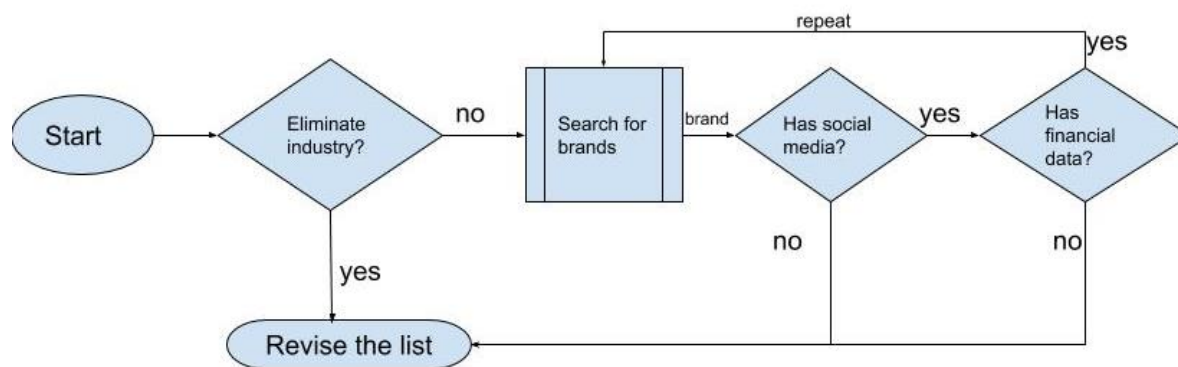 repeat
yes
Start
Eliminate
industry?
no
Search for
brands
brand
Has social
media?
yes
Has
financial
data?
no
no
yes
Revise the list